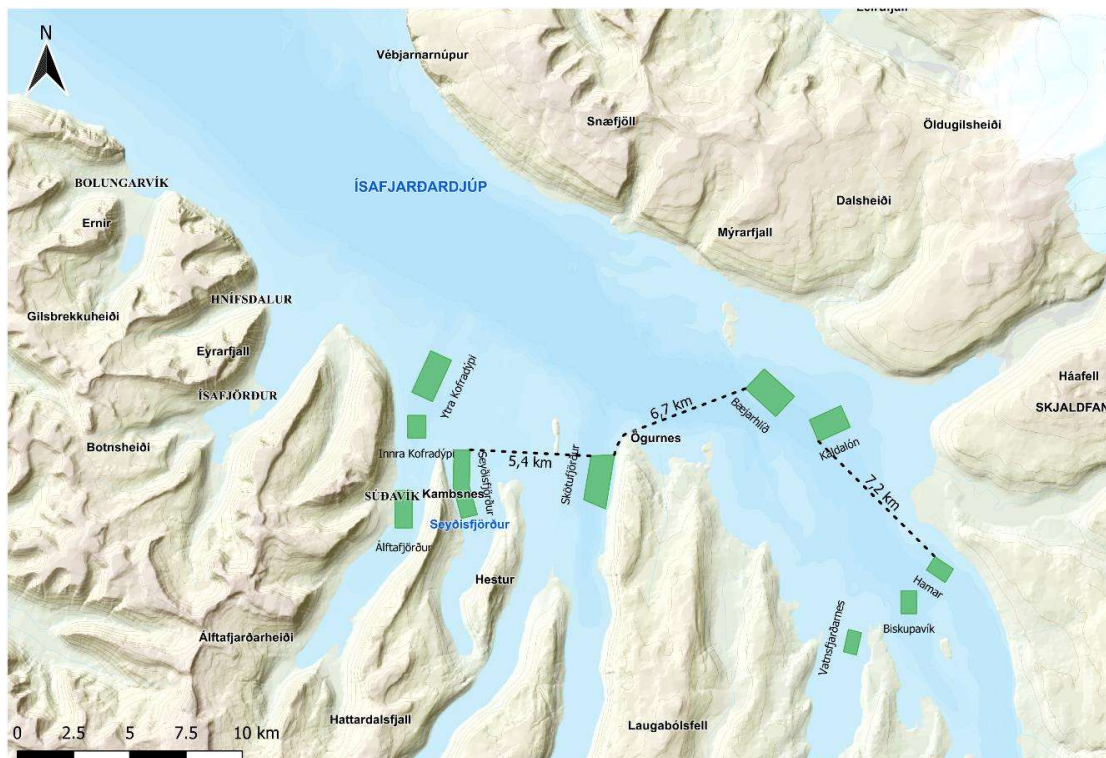 Vébjarnarnúpur
N
Snæfjöll
Öldugilsheiði
BOLUNGARVÍK
ÍSAFJARÐARDJÚP
Dalsheiði
Ernir
Mýrarfjall
HNÍFSDALUR
Gilsbrekkuheiði
Eyrarfjall
Ytra Kofradýpi
Háafell
ÍSAFJÖRÐUR
SKJALDFAN
6,7 km
Bæjarhlíð
Botnsheiði
Innra Kofradýpi
Ögurnes
Kaldalón
5,4 km
Seyðisfjörður
Skötufjörður
SÚÐAVÍK
Kambsnes
7,2 km
Seyðisfjörður
Álftafjörður
Hestur
Hamar
Biskupavík
Álftafjarðarheiði
Vatnsfjarðarnes
Hattardalsfjall
Laugabólsfell
0 2.5 5 7.5 10 km